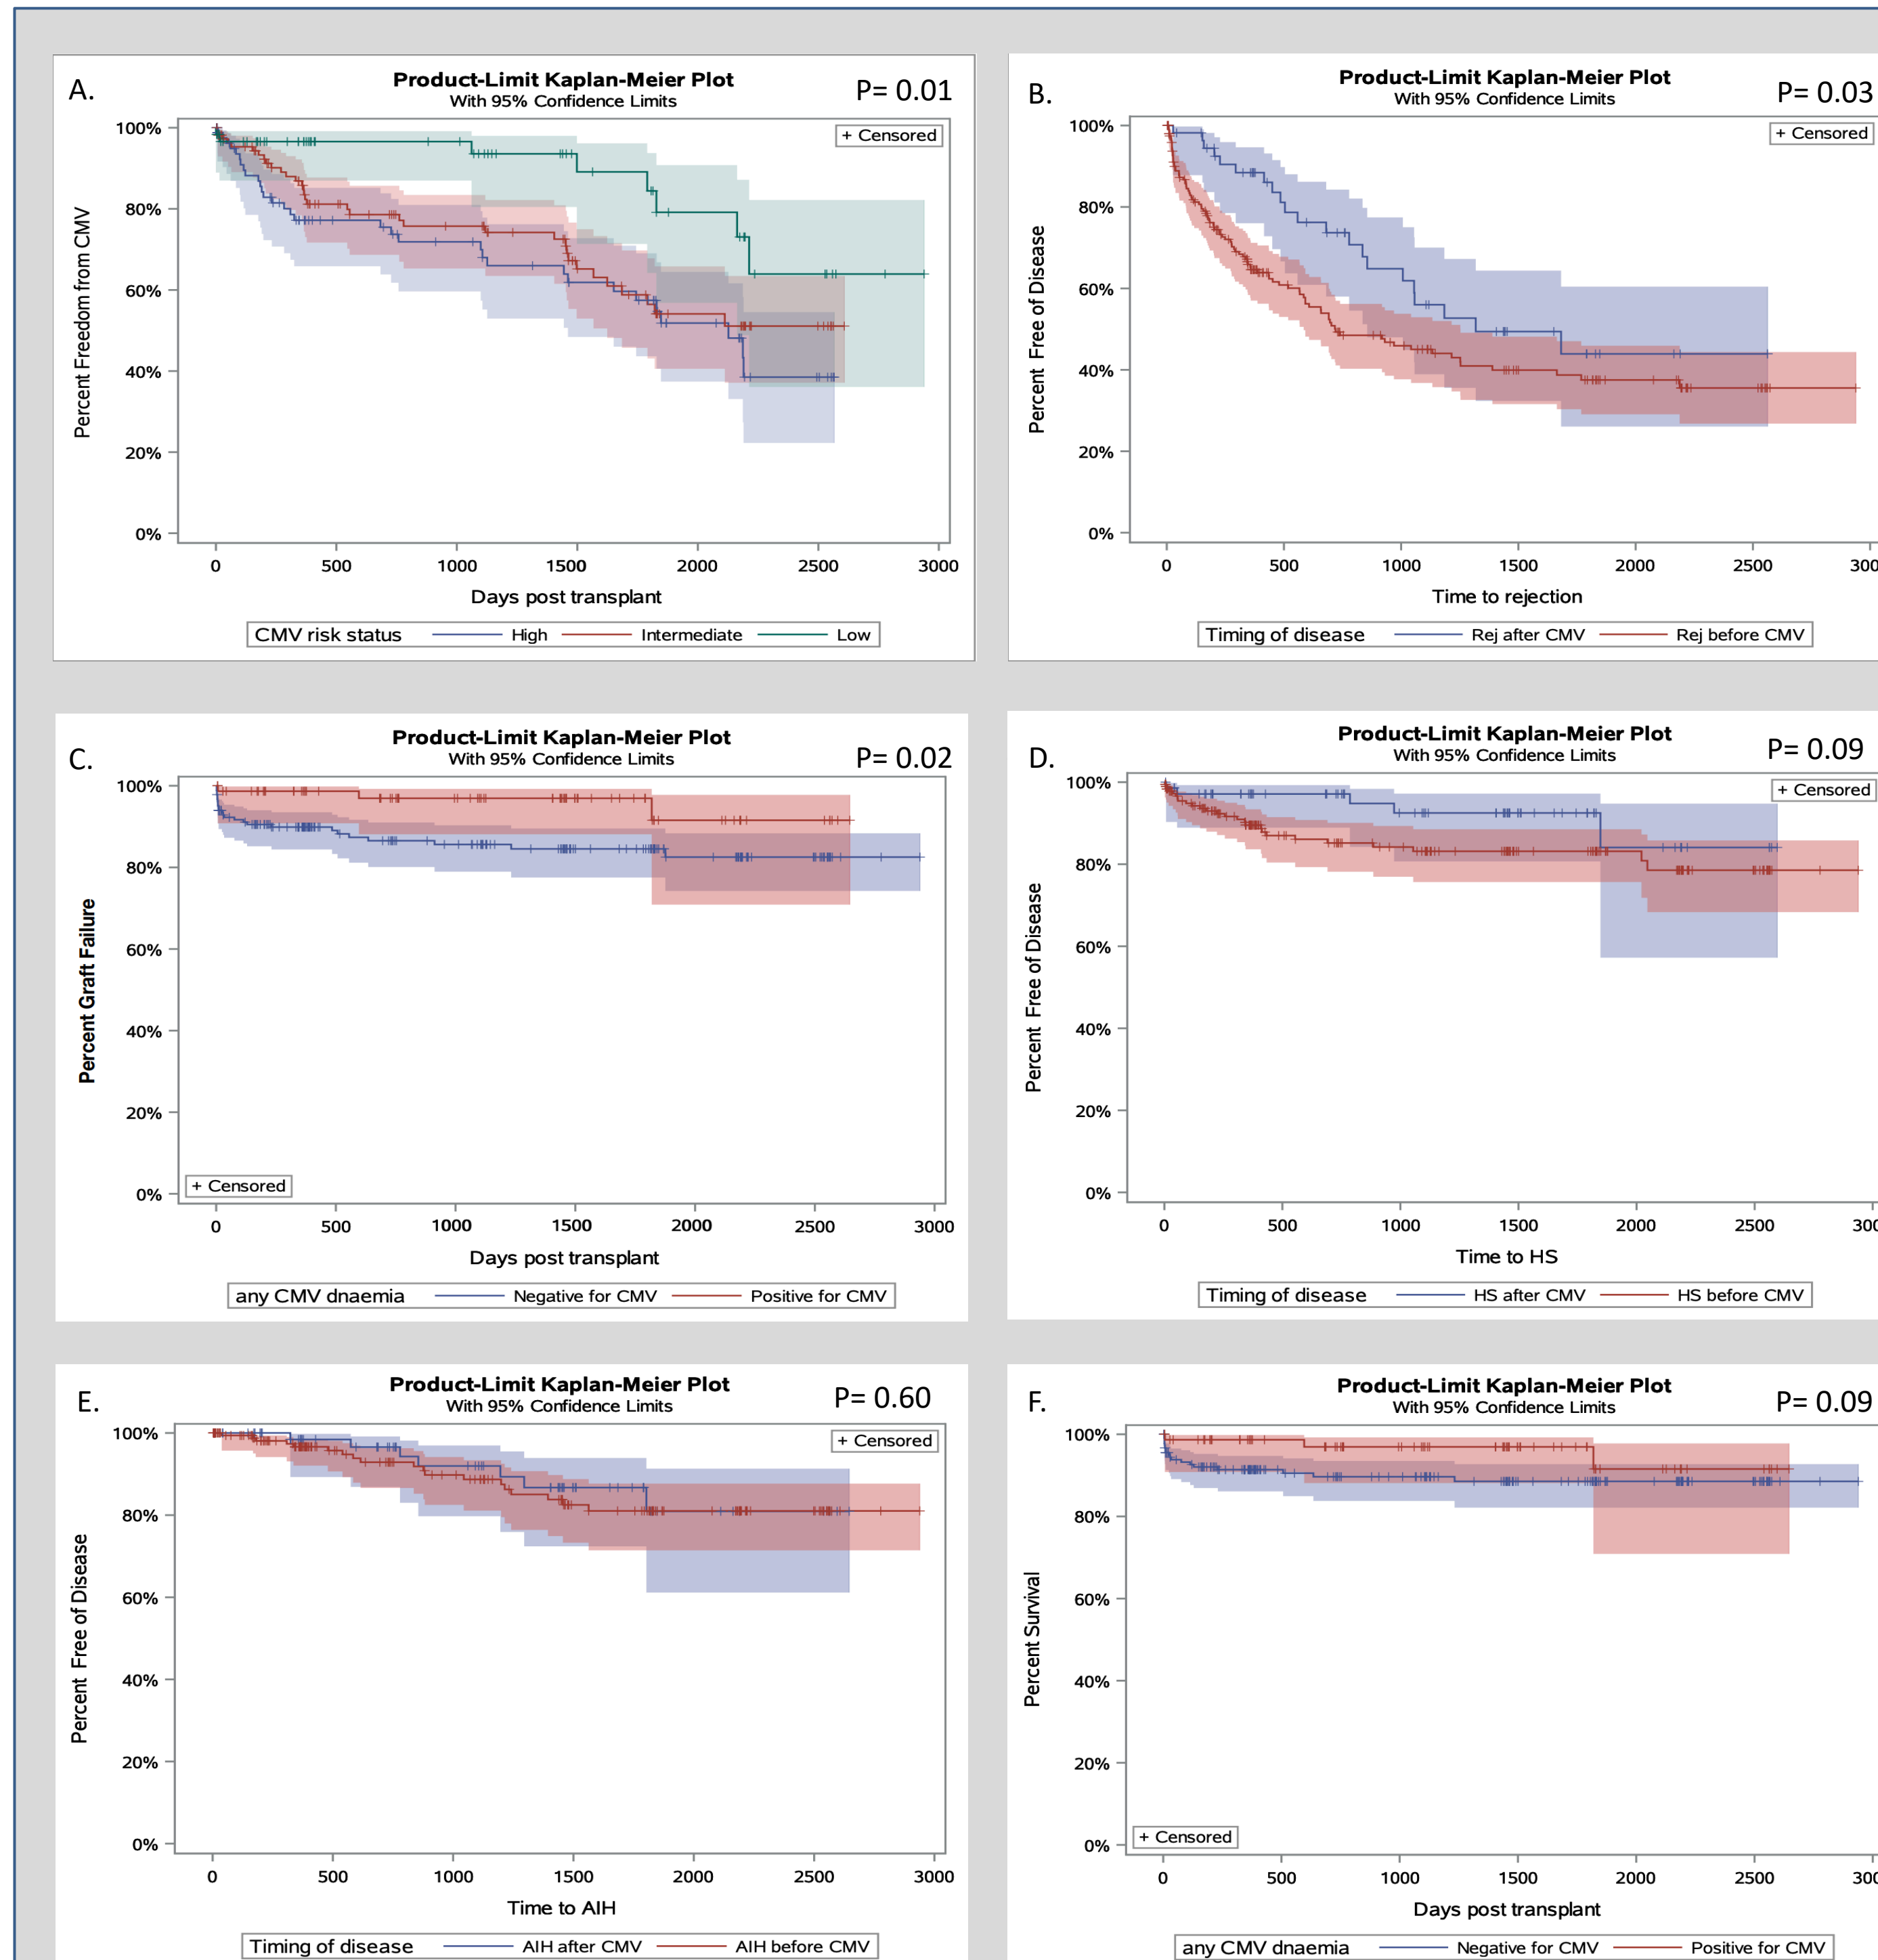 A.
Product-Limit Kaplan-Meier Plot
With 95% Confidence Limits
P= 0.01
+ Censored
Percent Freedom from CMV
100%
80%
60%
40%
20%
0%
0 500 1000 1500 2000 2500 3000
Days post transplant
CMV risk status High Intermediate Low
B.
Product-Limit Kaplan-Meier Plot
With 95% Confidence Limits
P= 0.03
+ Censored
Percent Free of Disease
100%
80%
60%
40%
20%
0%
0 500 1000 1500 2000 2500 300
Time to rejection
Timing of disease Rej after CMV Rej before CMV
C.
Product-Limit Kaplan-Meier Plot
With 95% Confidence Limits
P= 0.02
Percent Graft Failure
100%
80%
60%
40%
20%
0%
+ Censored
0 500 1000 1500 2000 2500 3000
Days post transplant
any CMV dnaemia Negative for CMV Positive for CMV
D.
Product-Limit Kaplan-Meier Plot
With 95% Confidence Limits
P= 0.09
+ Censored
Percent Free of Disease
100%
80%
60%
40%
20%
0%
0 500 1000 1500 2000 2500 300
Time to HS
Timing of disease HS after CMV HS before CMV
E.
Product-Limit Kaplan-Meier Plot
With 95% Confidence Limits
P= 0.60
+ Censored
Percent Free of Disease
100%
80%
60%
40%
20%
0%
0 500 1000 1500 2000 2500 3000
Time to AIH
Timing of disease AIH after CMV AIH before CMV
F.
Product-Limit Kaplan-Meier Plot
With 95% Confidence Limits
P= 0.09
Percent Survival
100%
80%
60%
40%
20%
0%
+ Censored
0 500 1000 1500 2000 2500 300
Days post transplant
any CMV dnaemia Negative for CMV Positive for CMV